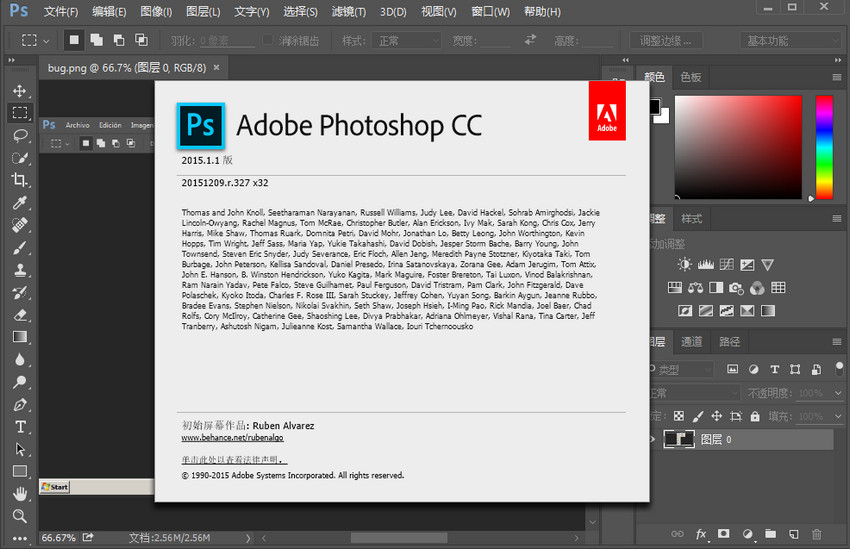 Ps 文件(F) 编辑(E) 图像(I) 图层(L) 文字(Y) 选择(S) 滤镜(T) 3D(D) 视图(V) 窗口(W) 帮助(H)
羽化: 0 像素 消除锯齿 样式: 正常 宽度: 高度: 调整边缘... 基本功能
bug.png @ 66.7% (图层 0, RGB/8) ×
颜色 色板
Ps Archivo Edición Imagen
Ps Adobe Photoshop CC
Adobe
2015.1.1 版
20151209.r.327 x32
Thomas and John Knoll, Seetharaman Narayanan, Russell Williams, Judy Lee, David Hackel, Sohrab Amirghodsi, Jackie
Lincoln-Owyang, Rachel Magnus, Tom McRae, Christopher Butler, Alan Erickson, Ivy Mak, Sarah Kong, Chris Cox, Jerry
Harris, Mike Shaw, Thomas Ruark, Domnita Petri, David Mohr, Jonathan Lo, Betty Leong, John Worthington, Kevin
Hopps, Tim Wright, Jeff Sass, Maria Yap, Yukie Takahashi, David Dobish, Jesper Storm Bache, Barry Young, John
Townsend, Steven Eric Snyder, Judy Severance, Eric Floch, Allen Jeng, Meredith Payne Stotzner, Kiyotaka Taki, Tom
Burbage, John Peterson, Kellisa Sandoval, Daniel Presedo, Irina Satanovskaya, Zorana Gee, Adam Jerugim, Tom Attix,
John E. Hanson, B. Winston Hendrickson, Yuko Kagita, Mark Maguire, Foster Brereton, Tai Luxon, Vinod Balakrishnan,
Ram Narain Yadav, Pete Falco, Steve Guilhamet, Paul Ferguson, David Tristram, Pam Clark, John Fitzgerald, Dave
Polaschek, Kyoko Itoda, Charles F. Rose III, Sarah Stuckey, Jeffrey Cohen, Yuyan Song, Barkin Aygun, Jeanne Rubbo,
Bradee Evans, Stephen Nielson, Nikolai Svakhin, Seth Shaw, Joseph Hsieh, I-Ming Pao, Rick Mandia, Joel Baer, Chad
Rolfs, Cory McIlroy, Catherine Gee, Shaoshing Lee, Divya Prabhakar, Adriana Ohlmeyer, Vishal Rana, Tina Carter, Jeff
Tranberry, Ashutosh Nigam, Julieanne Kost, Samantha Wallace, Iouri Tchernoousko
调整 样式
添加调整
图层 通道 路径
类型
正常 不透明度: 100%
锁定: 填充: 100%
图层 0
初始屏幕作品: Ruben Alvarez
www.behance.net/rubenalgo
单击此处以查看法律声明.
© 1990-2015 Adobe Systems Incorporated. All rights reserved.
Start
66.67% 文档:2.56M/2.56M
fx